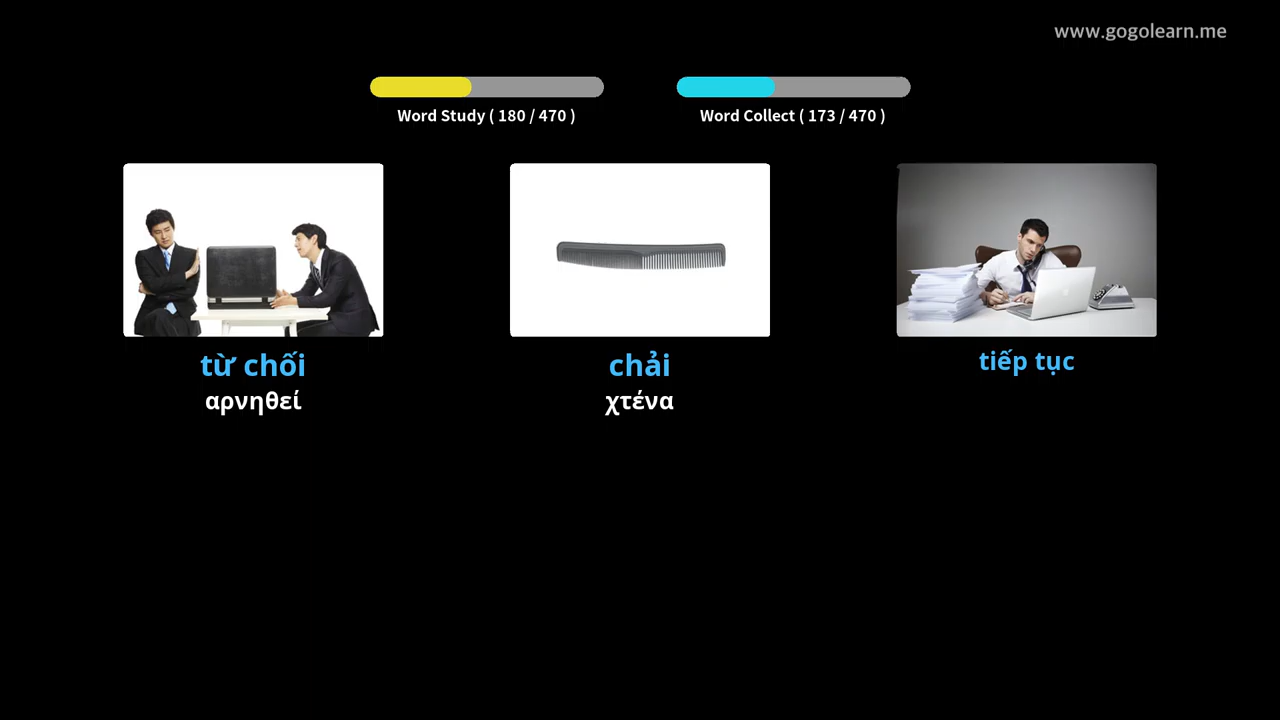 www.gogolearn.me
Word Study ( 180 / 470 )
Word Collect ( 173 / 470 )
từ chối
αρνηθεί
chải
χτένα
tiếp tục